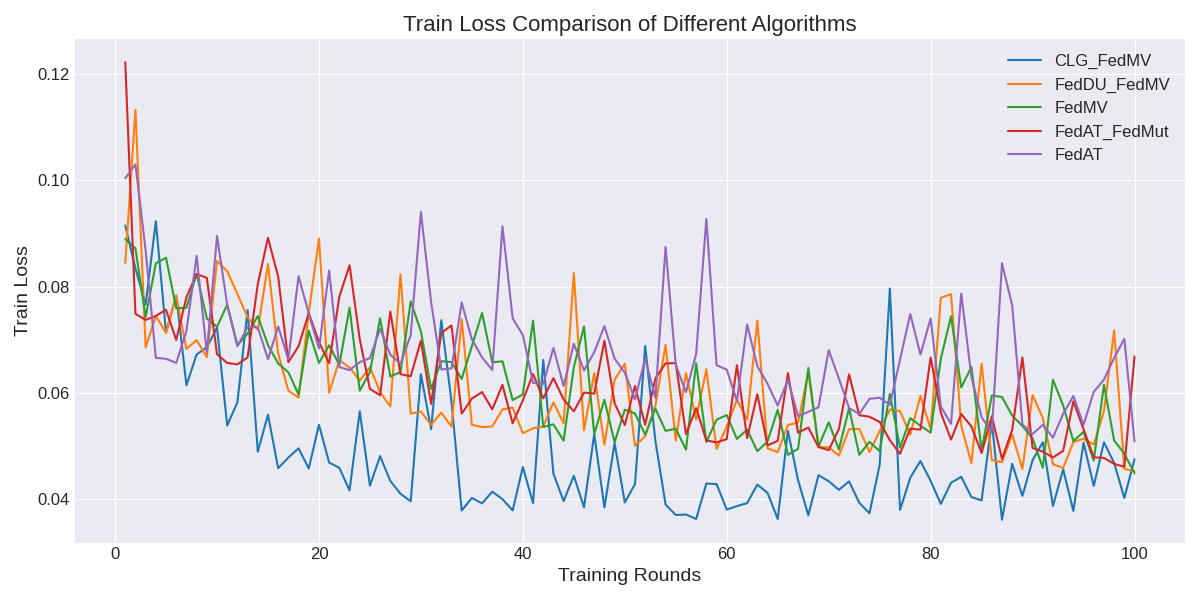 Train Loss Comparison of Different Algorithms
Train Loss
0.12
0.10
0.08
0.06
0.04
CLG_FedMV
FedDU_FedMV
FedMV
FedAT_FedMut
FedAT
0 20 40 60 80 100
Training Rounds